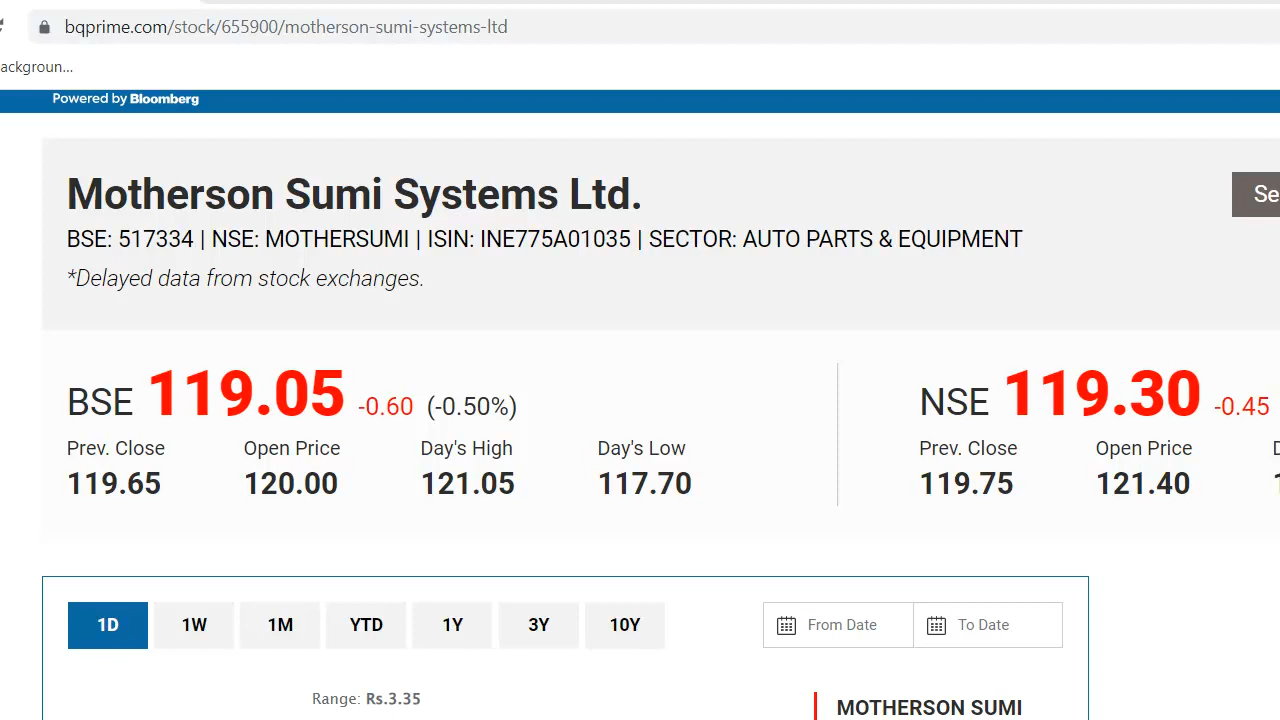 bqprime.com/stock/655900/motherson-sumi-systems-ltd
ackgroun...
Powered by Bloomberg
Motherson Sumi Systems Ltd.
Se
BSE: 517334 | NSE: MOTHERSUMI | ISIN: INE775A01035 | SECTOR: AUTO PARTS & EQUIPMENT
*Delayed data from stock exchanges.
BSE 119.05 -0.60 (-0.50%)
Prev. Close Open Price Day's High Day's Low
119.65 120.00 121.05 117.70
NSE 119.30 -0.45
Prev. Close Open Price
119.75 121.40
1D 1W 1M YTD 1Y 3Y 10Y
From Date To Date
Range: Rs.3.35
MOTHERSON SUMI